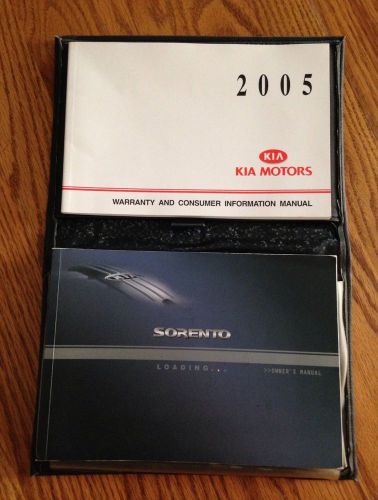 2005
KIA
KIA MOTORS
WARRANTY AND CONSUMER INFORMATION MANUAL
SORENTO
LOADING...
>>OWNER'S MANUAL